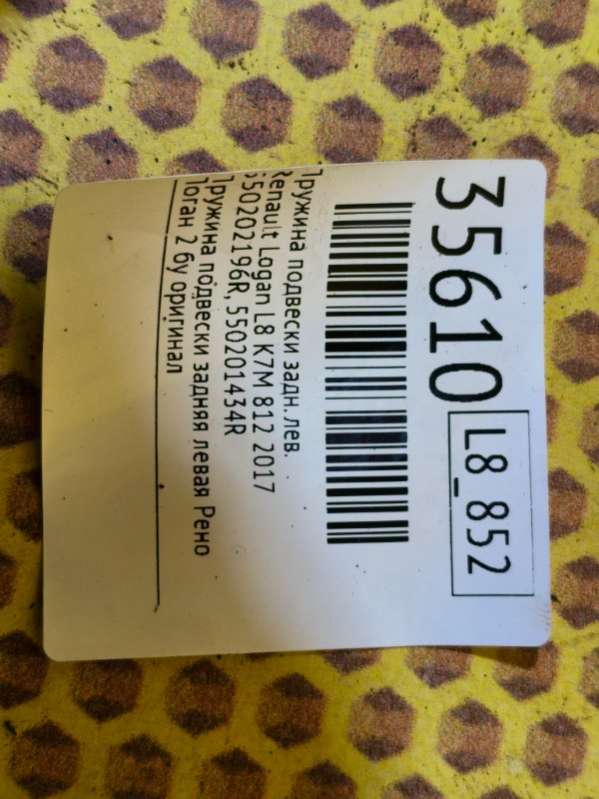 35610
L8_852
Пружина подвески задн.лев.
Renault Logan L8 K7M 812 2017
550202196R, 550201434R
Пружина подвески задняя левая Рено
Логан 2 бу оригинал